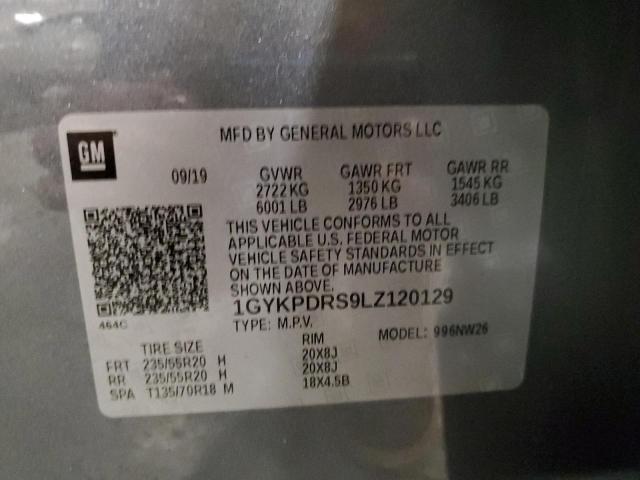 GM
MFD BY GENERAL MOTORS LLC
09/19 GVWR GAWR FRT GAWR RR
2722 KG 1350 KG 1545 KG
6001 LB 2976 LB 3406 LB
THIS VEHICLE CONFORMS TO ALL
APPLICABLE U.S. FEDERAL MOTOR
VEHICLE SAFETY STANDARDS IN EFFECT
ON THE DATE OF MANUFACTURE
SHOWN ABOVE.
1GYKPDRS9LZ120129
464C
TYPE: M.P.V. MODEL: 996NW26
TIRE SIZE RIM
FRT 235/55R20 H 20X8J
RR 235/55R20 H 20X8J
SPA T135/70R18 M 18X4.5B